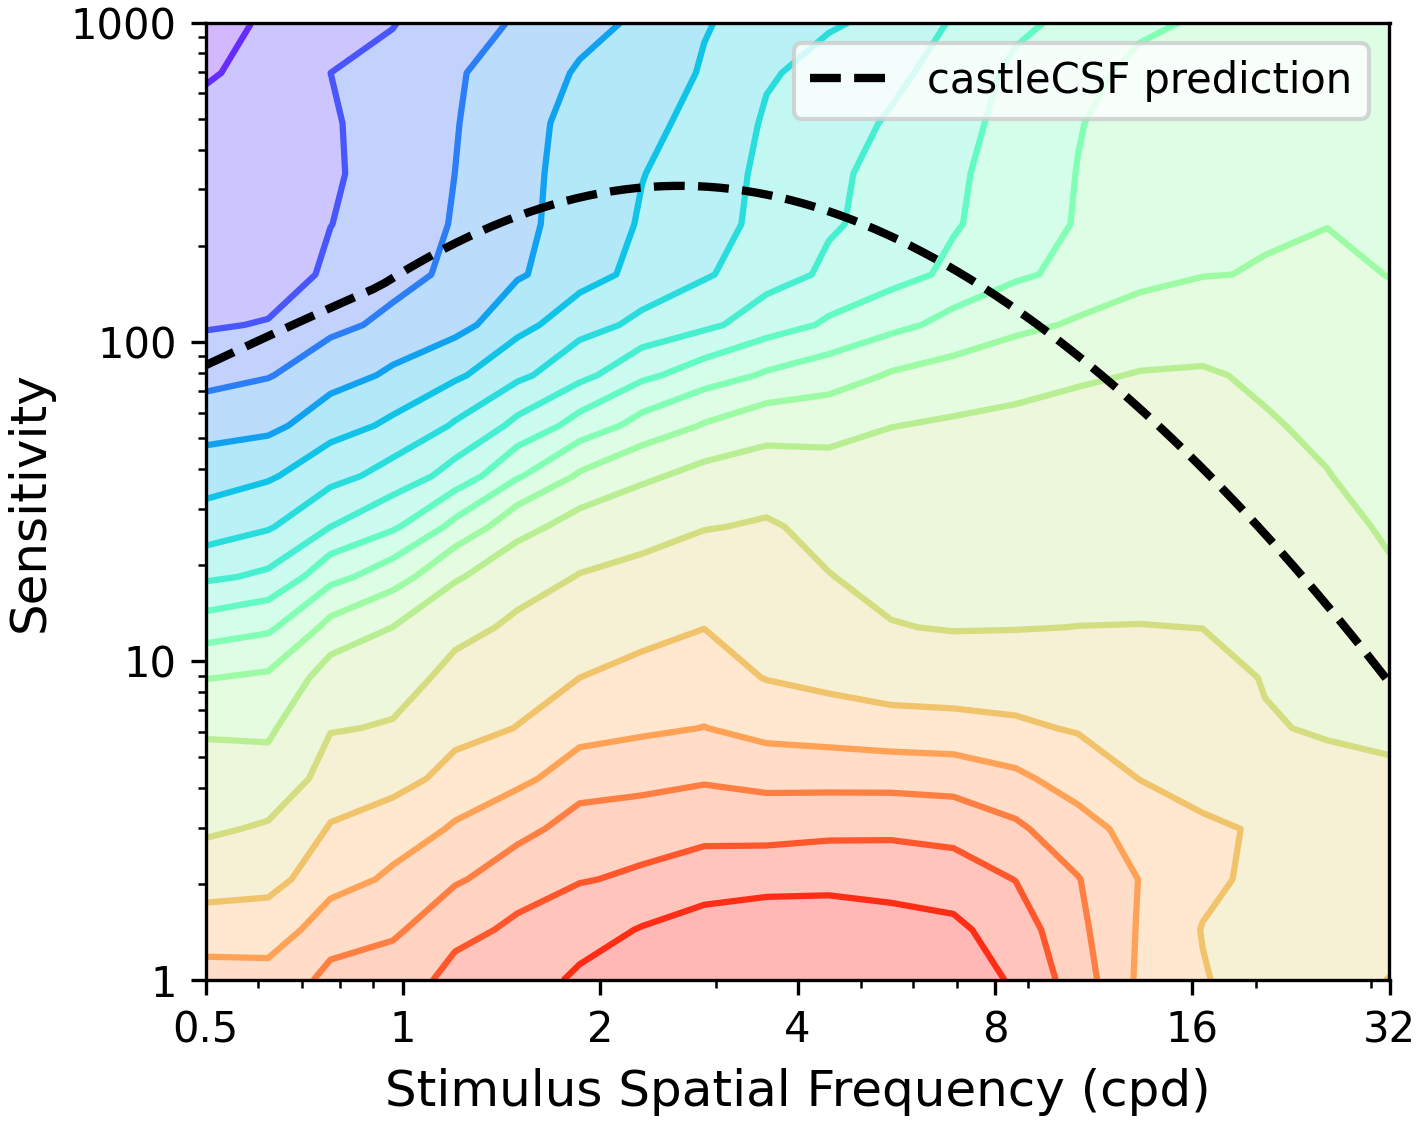 1000
100
10
1
Sensitivity
castleCSF prediction
0.5 1 2 4 8 16 32
Stimulus Spatial Frequency (cpd)